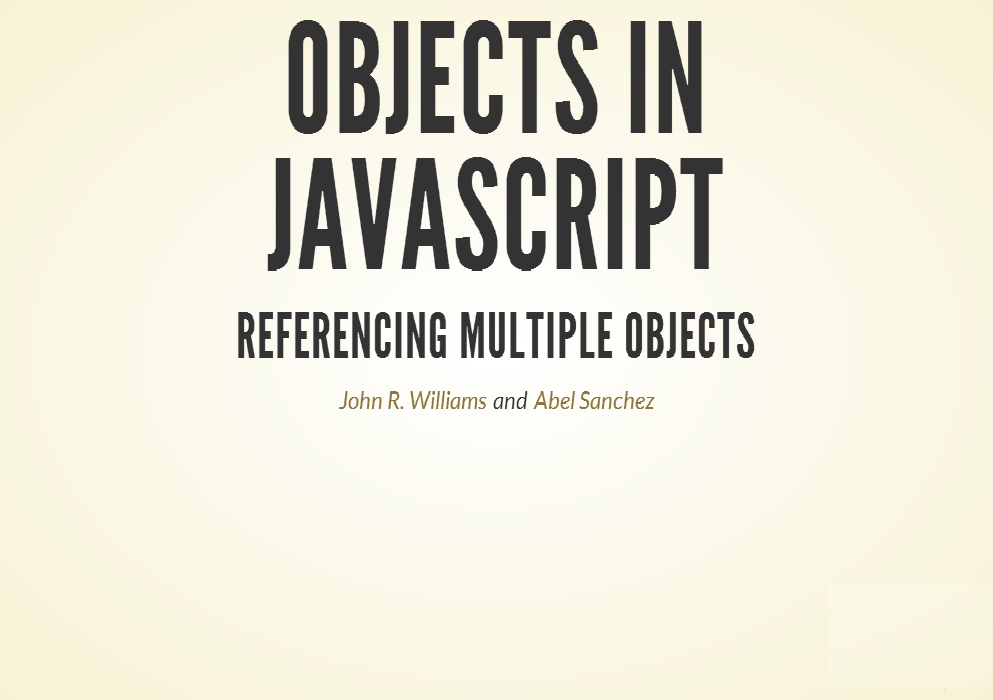 OBJECTS IN
JAVASCRIPT
REFERENCING MULTIPLE OBJECTS
John R. Williams and Abel Sanchez